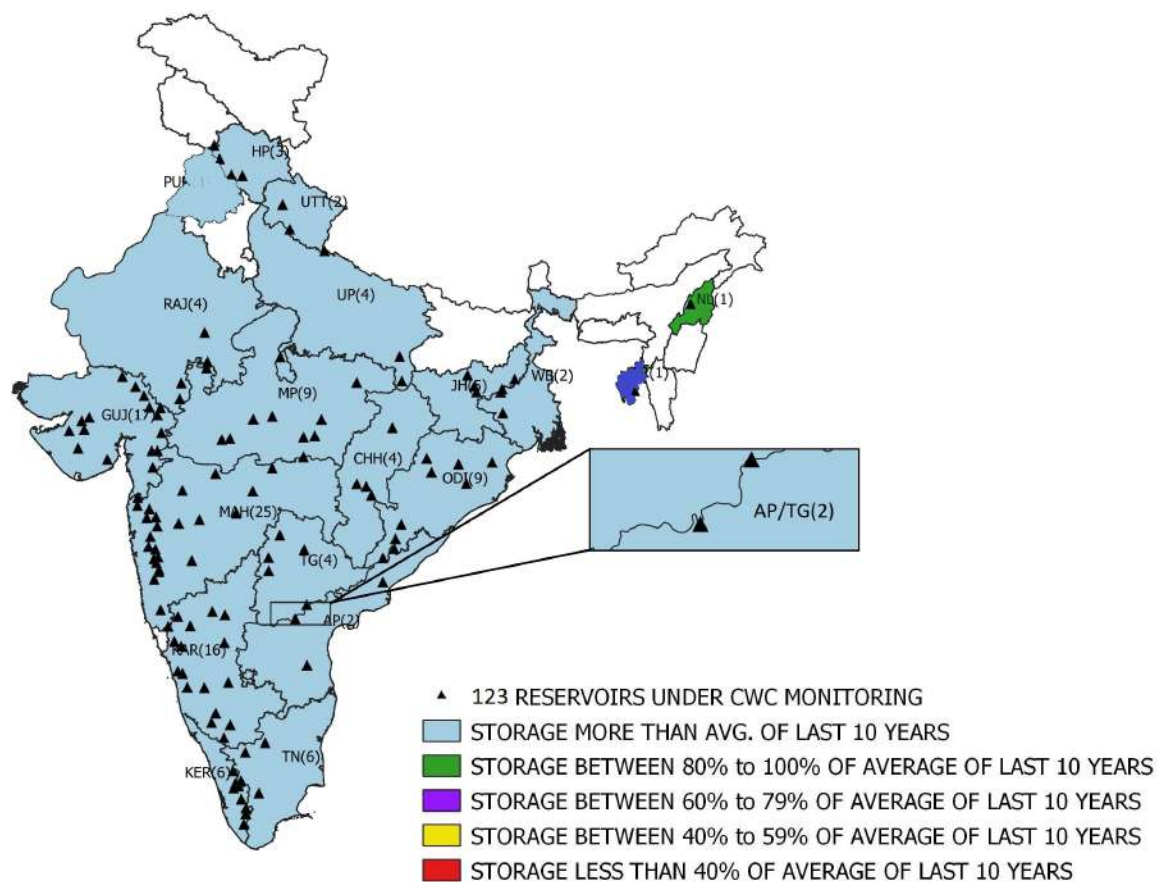 HP(3)
UTT(2)
RAJ(4)
UP(4)
NL(1)
WB(2)
JH(5)
MP(9)
GUJ(17
CHH(4)
ODI(9)
MAH(25)
AP/TG(2)
TG(4)
AP(2)
KAR(16)
TN(6)
KER(6)
123 RESERVOIRS UNDER CWC MONITORING
STORAGE MORE THAN AVG. OF LAST 10 YEARS
STORAGE BETWEEN 80% to 100% OF AVERAGE OF LAST 10 YEARS
STORAGE BETWEEN 60% to 79% OF AVERAGE OF LAST 10 YEARS
STORAGE BETWEEN 40% to 59% OF AVERAGE OF LAST 10 YEARS
STORAGE LESS THAN 40% OF AVERAGE OF LAST 10 YEARS